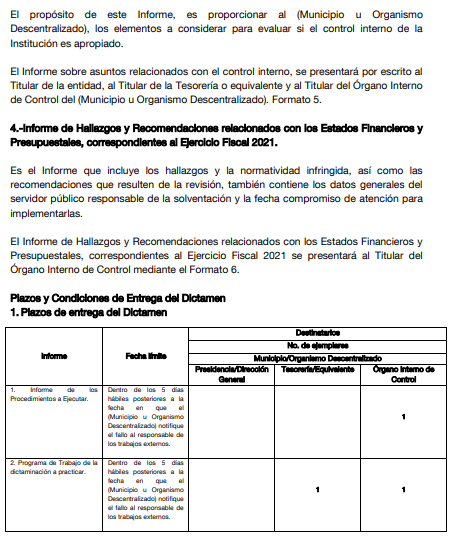 El propósito de este Informe, es proporcionar al (Municipio u Organismo
Descentralizado), los elementos a considerar para evaluar si el control interno de la
Institución es apropiado.
El Informe sobre asuntos relacionados con el control interno, se presentará por escrito al
Titular de la entidad, al Titular de la Tesorería o equivalente y al Titular del Órgano Interno
de Control del (Municipio u Organismo Descentralizado). Formato 5.
4.-Informe de Hallazgos y Recomendaciones relacionados con los Estados Financieros y
Presupuestales, correspondientes al Ejercicio Fiscal 2021.
Es el Informe que incluye los hallazgos y la normatividad infringida, así como las
recomendaciones que resulten de la revisión, también contiene los datos generales del
servidor público responsable de la solventación y la fecha compromiso de atención para
implementarlas.
El Informe de Hallazgos y Recomendaciones relacionados con los Estados Financieros y
Presupuestales, correspondientes al Ejercicio Fiscal 2021 se presentará al Titular del
Órgano Interno de Control mediante el Formato 6.
Plazos y Condiciones de Entrega del Dictamen
1. Plazos de entrega del Dictamen
Informe
Fecha límite
Destinatarios
No. de ejemplares
Municipio/Organismo Descentralizado
Presidencia/Dirección
General
Tesorería/Equivalente
Órgano Interno de
Control
1. Informe de los
Procedimientos a Ejecutar.
Dentro de los 5 días
hábiles posteriores a la
fecha en que el
(Municipio u Organismo
Descentralizado) notifique
el fallo al responsable de
los trabajos externos.
1
2. Programa de Trabajo de la
dictaminación a practicar.
Dentro de los 5 días
hábiles posteriores a la
fecha en que el
(Municipio u Organismo
Descentralizado) notifique
el fallo al responsable de
los trabajos externos.
1
1